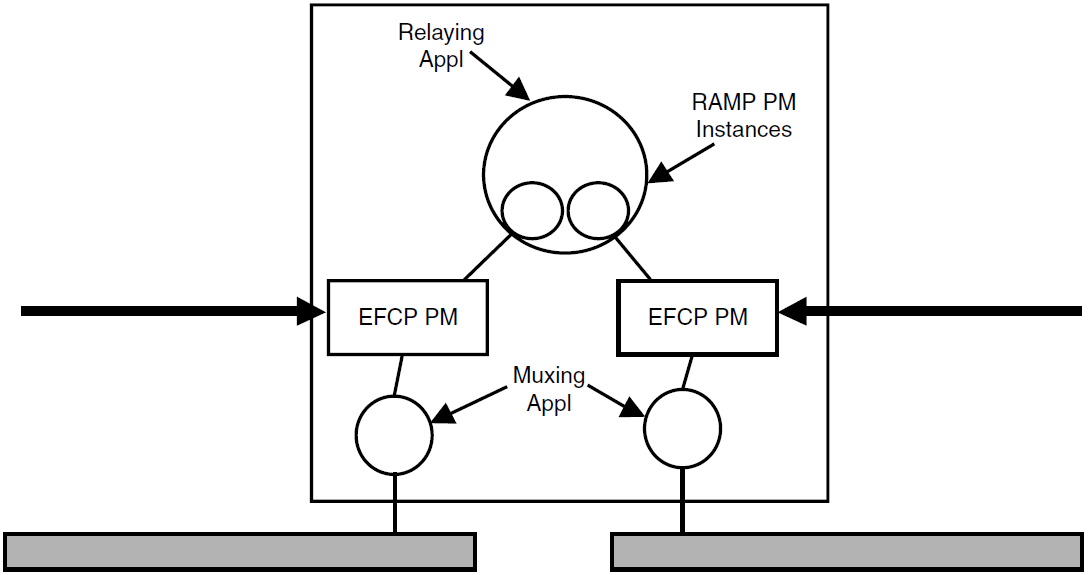 Relaying
Appl
RAMP PM
Instances
EFCP PM
EFCP PM
Muxing
Appl